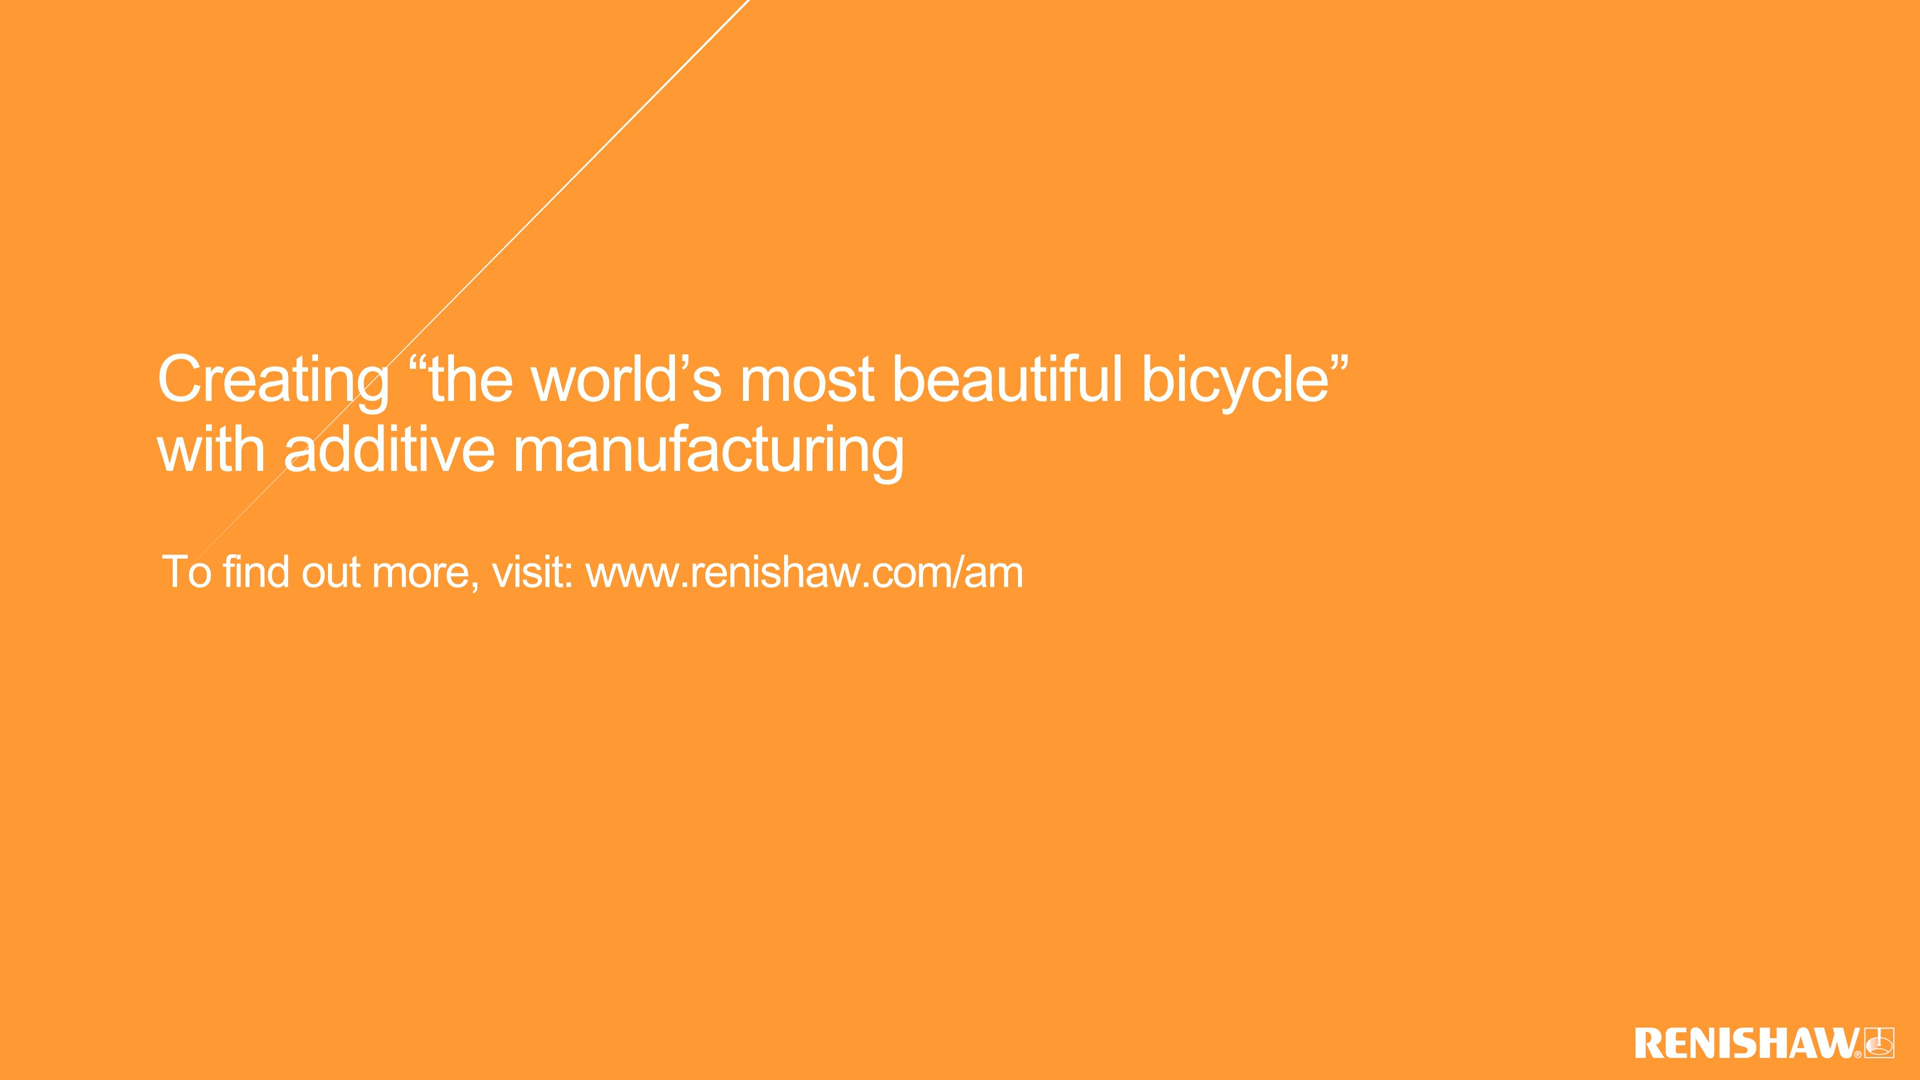 Creating “the world’s most beautiful bicycle”
with additive manufacturing
To find out more, visit: www.renishaw.com/am
RENISHAW®